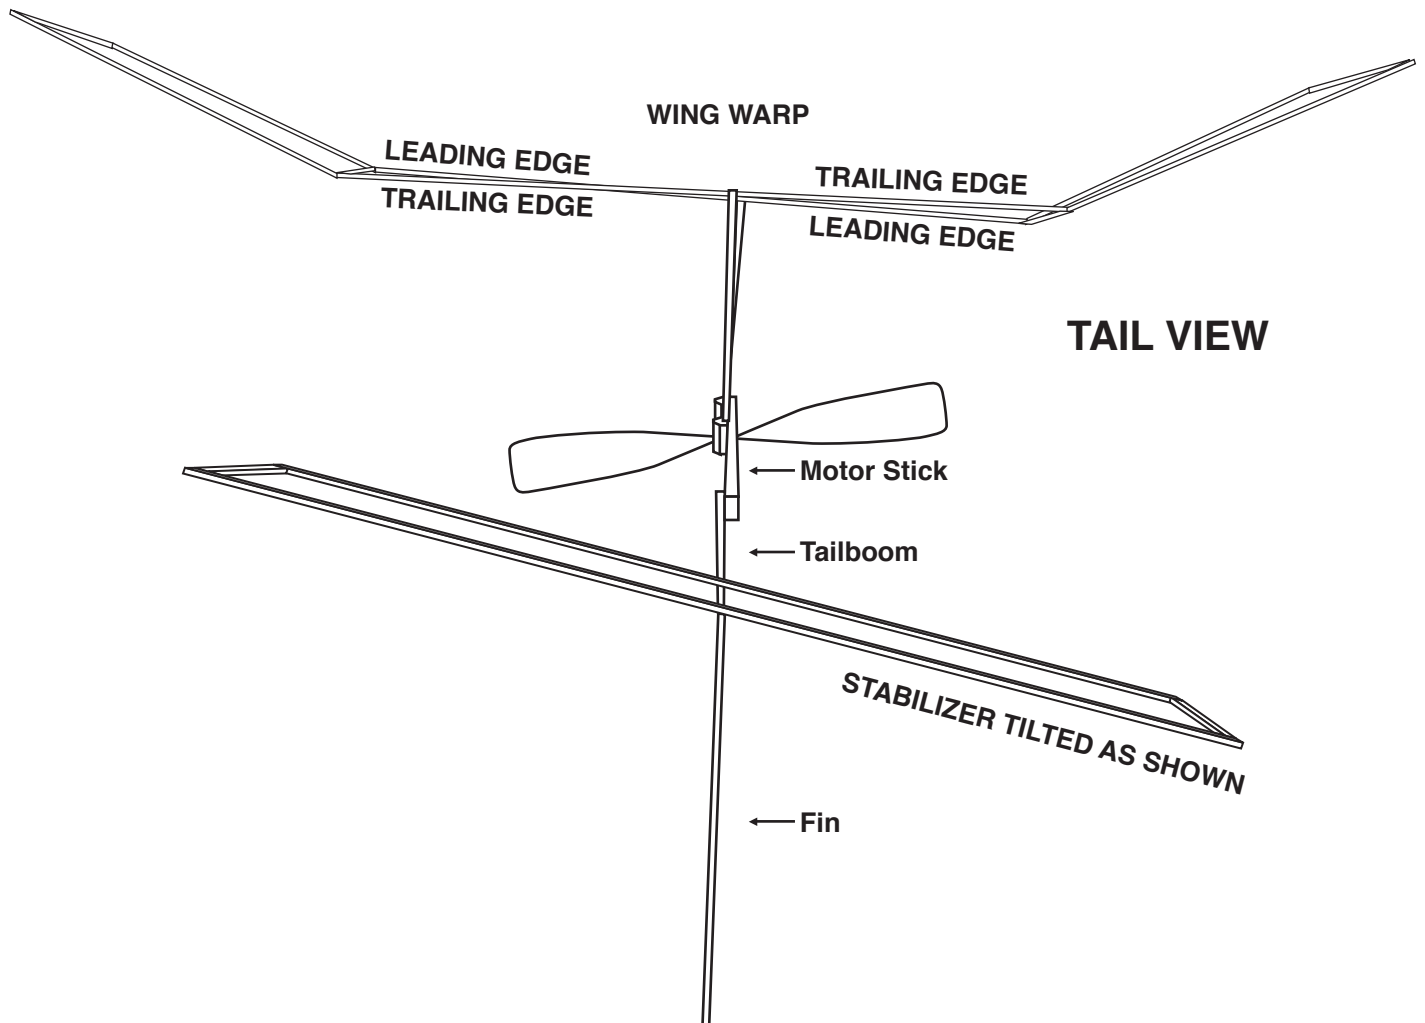 WING WARP
LEADING EDGE
TRAILING EDGE
TRAILING EDGE
LEADING EDGE
TAIL VIEW
Motor Stick
Tailboom
STABILIZER TILTED AS SHOWN
Fin